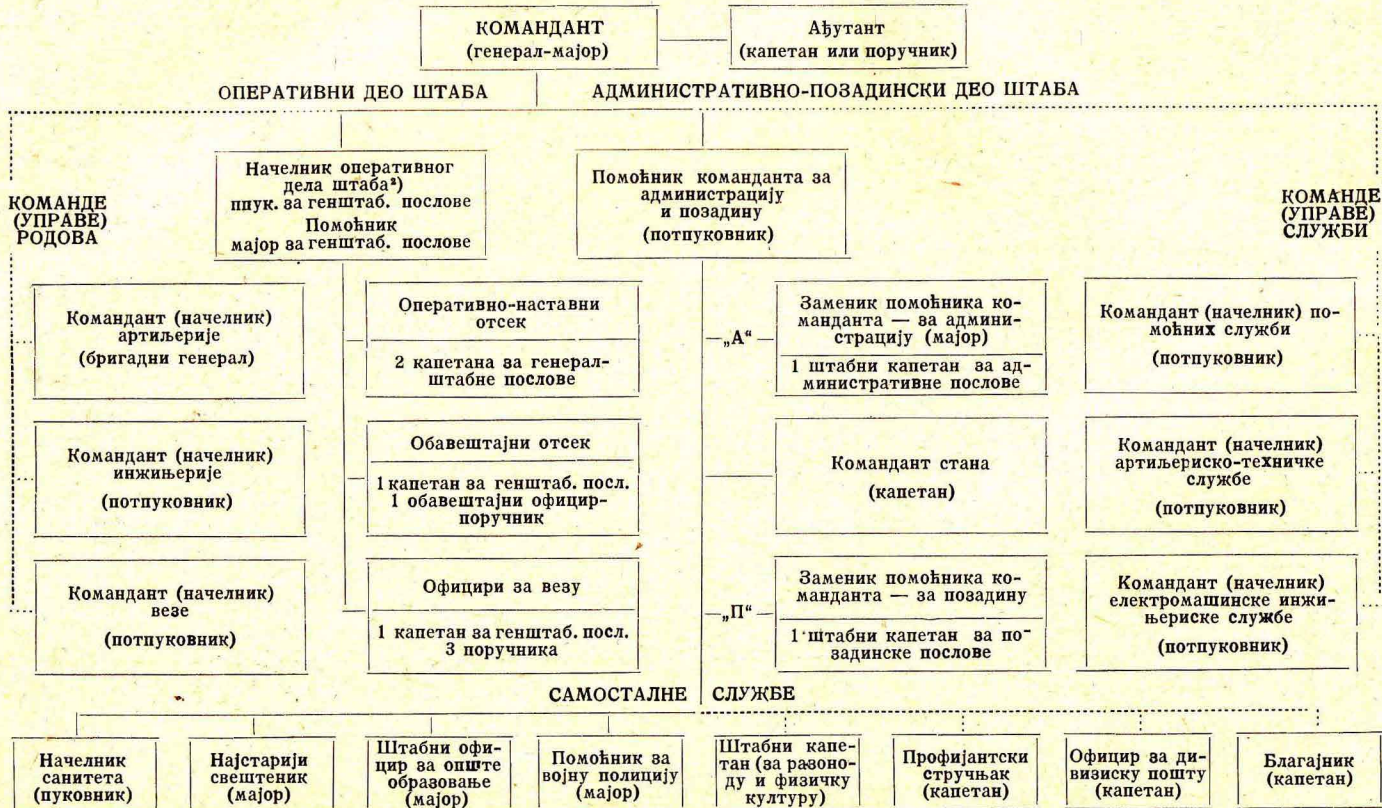 КОМАНДАНТ
(генерал-мајор)
Ађутант
(капетан или поручник)
ОПЕРАТИВНИ ДЕО ШТАБА
АДМИНИСТРАТИВНО-ПОЗАДИНСКИ ДЕО ШТАБА
КОМАНДЕ
(УПРАВЕ)
РОДОВА
Начелник оперативног
дела штаба²)
ппук. за генштаб. послове
Помоћник
мајор за генштаб. послове
Помоћник команданта за
администрацију
и позадину
(потпуковник)
КОМАНДЕ
(УПРАВЕ)
СЛУЖБИ
Командант (начелник)
артиљерије
(бригадни генерал)
Оперативно-наставни
отсек
2 капетана за генерал-
штабне послове
„А“
Заменик помоћника ко-
манданта — за админи-
страцију (мајор)
1 штабни капетан за ад-
министративне послове
Командант (начелник) по-
моћних служби
(потпуковник)
Командант (начелник)
инжињерије
(потпуковник)
Обавештајни отсек
1 капетан за генштаб. посл.
1 обавештајни официр-
поручник
Командант стана
(капетан)
Командант (начелник)
артиљериско-техничке
службе
(потпуковник)
Командант (начелник)
везе
(потпуковник)
Официри за везу
1 капетан за генштаб. посл.
3 поручника
„П“
Заменик помоћника ко-
манданта — за позадину
1 штабни капетан за по-
задинске послове
Командант (начелник)
електромашинске инжи-
њериске службе
(потпуковник)
САМОСТАЛНЕ СЛУЖБЕ
Начелник
санитета
(пуковник)
Најстарији
свештеник
(мајор)
Штабни офи-
цир за опште
образовање
(мајор)
Помоћник за
војну полицију
(мајор)
Штабни капе-
тан (за разоно-
ду и физичку
културу)
Профијантски
стручњак
(капетан)
Официр за ди-
визиску пошту
(капетан)
Благајник
(капетан)